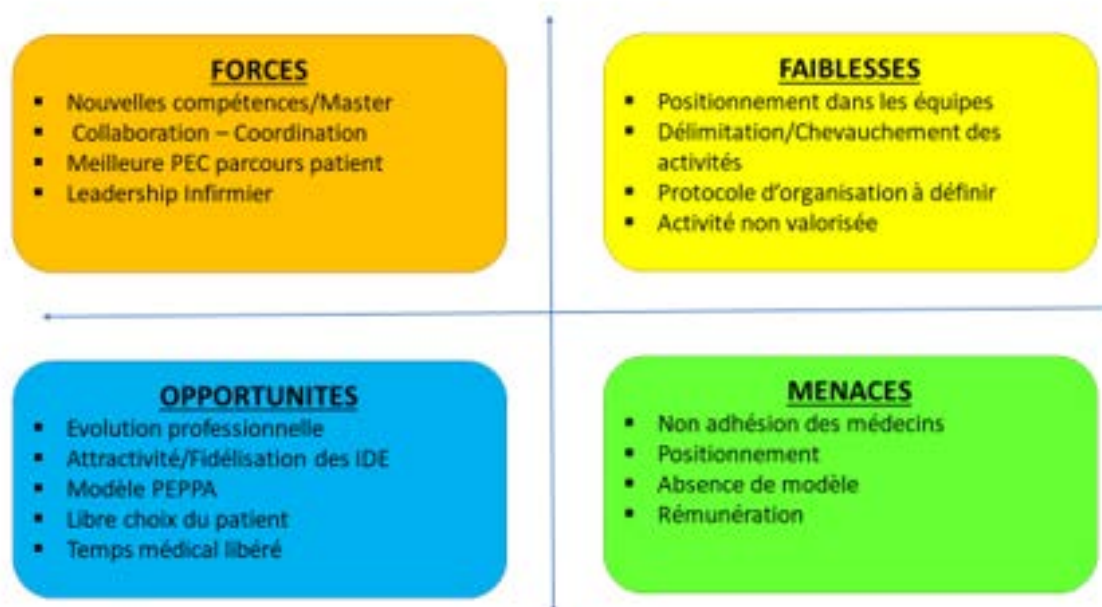 FORCES
▪ Nouvelles compétences/Master
▪ Collaboration – Coordination
▪ Meilleure PEC parcours patient
▪ Leadership Infirmier
FAIBLESSES
▪ Positionnement dans les équipes
▪ Délimitation/Chevauchement des
activités
▪ Protocole d'organisation à définir
▪ Activité non valorisée
OPPORTUNITES
▪ Evolution professionnelle
▪ Attractivité/Fidélisation des IDE
▪ Modèle PEPPA
▪ Libre choix du patient
▪ Temps médical libéré
MENACES
▪ Non adhésion des médecins
▪ Positionnement
▪ Absence de modèle
▪ Rémunération